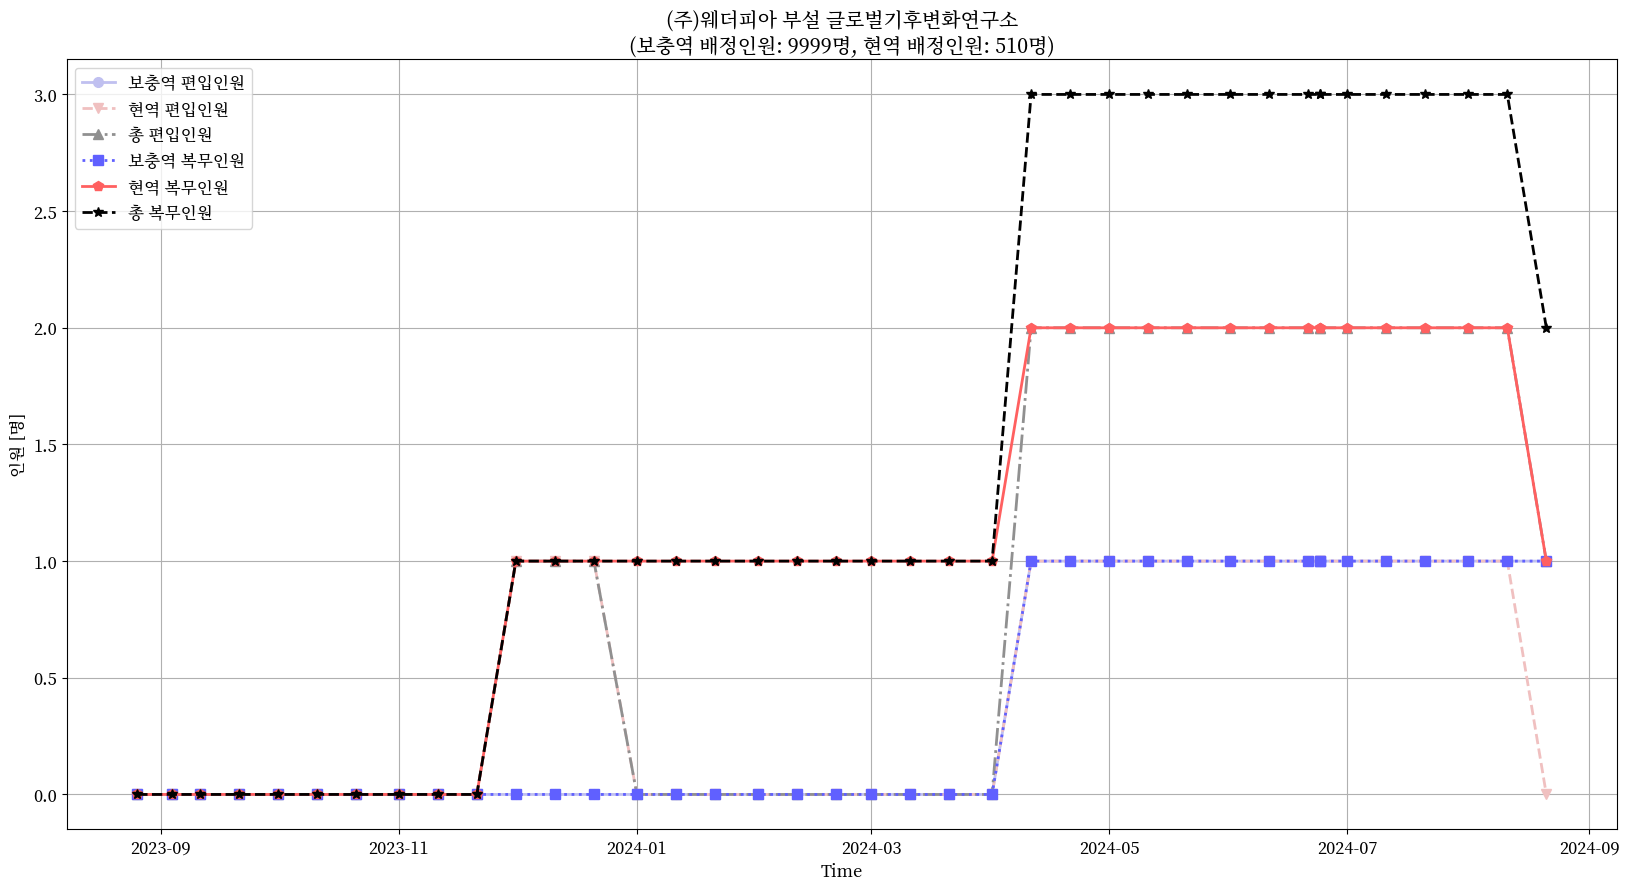 (주)웨더피아 부설 글로벌기후변화연구소
(보충역 배정인원: 9999명, 현역 배정인원: 510명)
보충역 편입인원
현역 편입인원
총 편입인원
보충역 복무인원
현역 복무인원
총 복무인원
인원 [명]
3.0
2.5
2.0
1.5
1.0
0.5
0.0
2023-09 2023-11 2024-01 2024-03 2024-05 2024-07 2024-09
Time